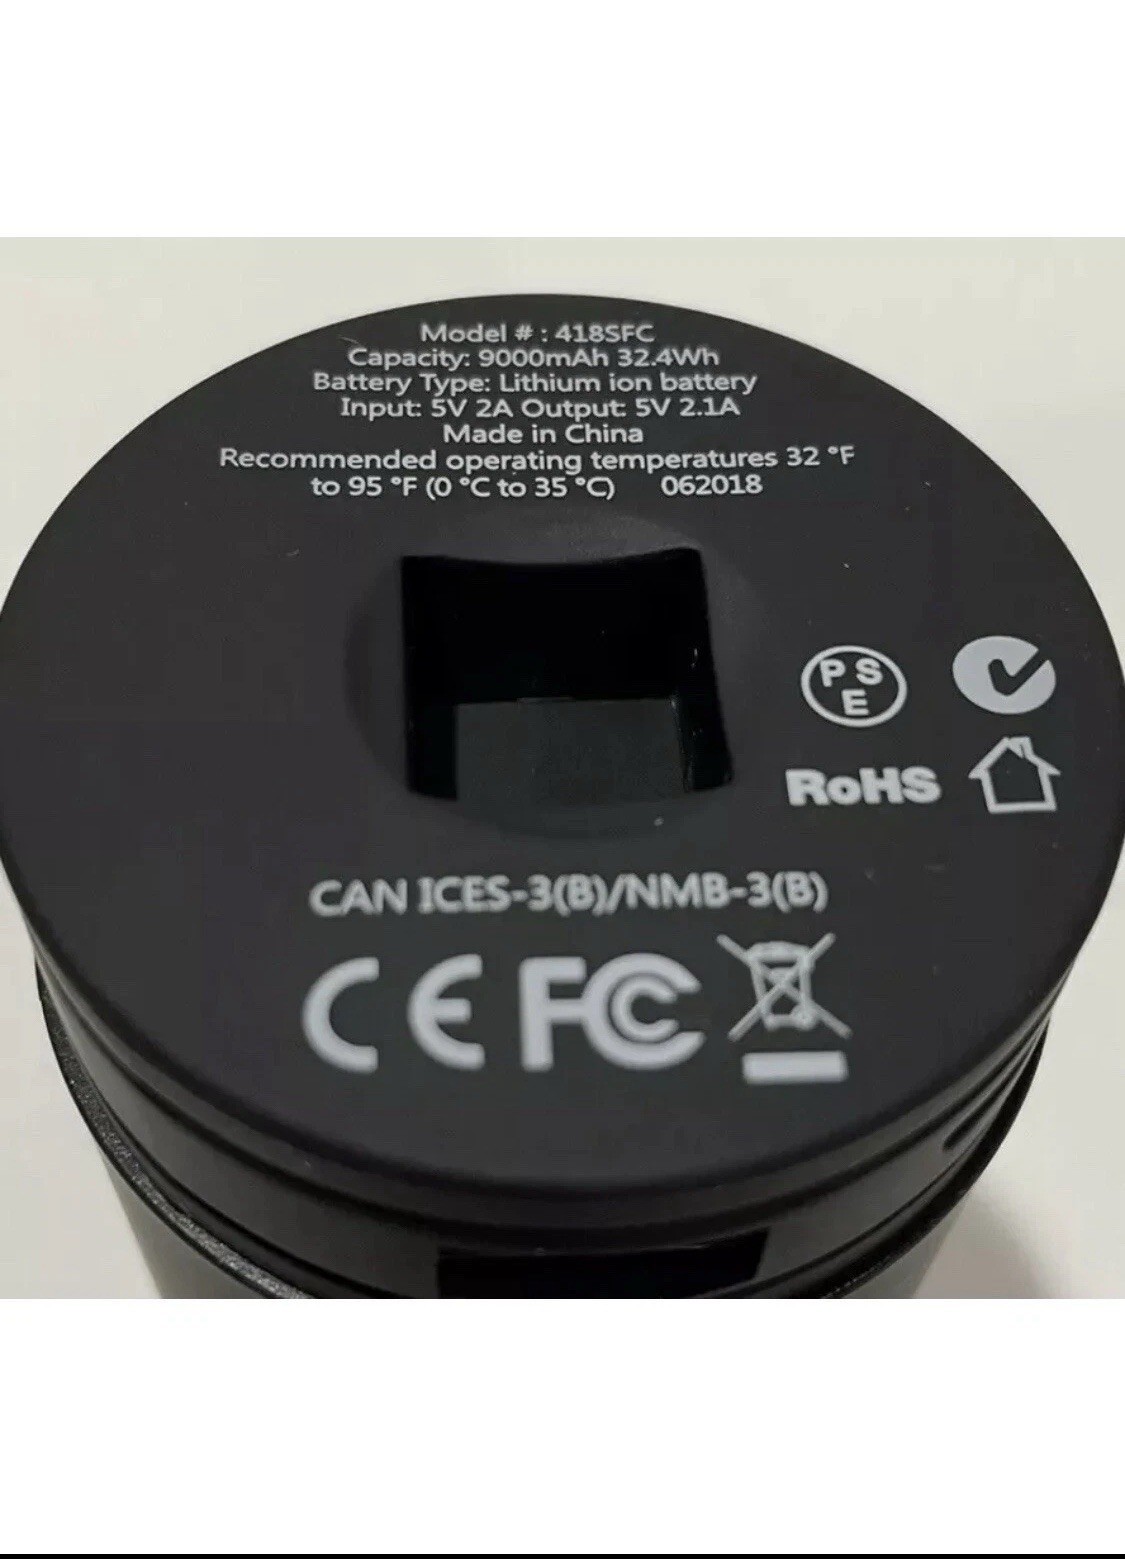 Model # : 418SFC
Capacity: 9000mAh 32.4Wh
Battery Type: Lithium ion battery
Input: 5V 2A Output: 5V 2.1A
Made in China
Recommended operating temperatures 32 °F
to 95 °F (0 °C to 35 °C) 062018
PS
E
RoHS
CAN ICES-3(B)/NMB-3(B)
CE FC